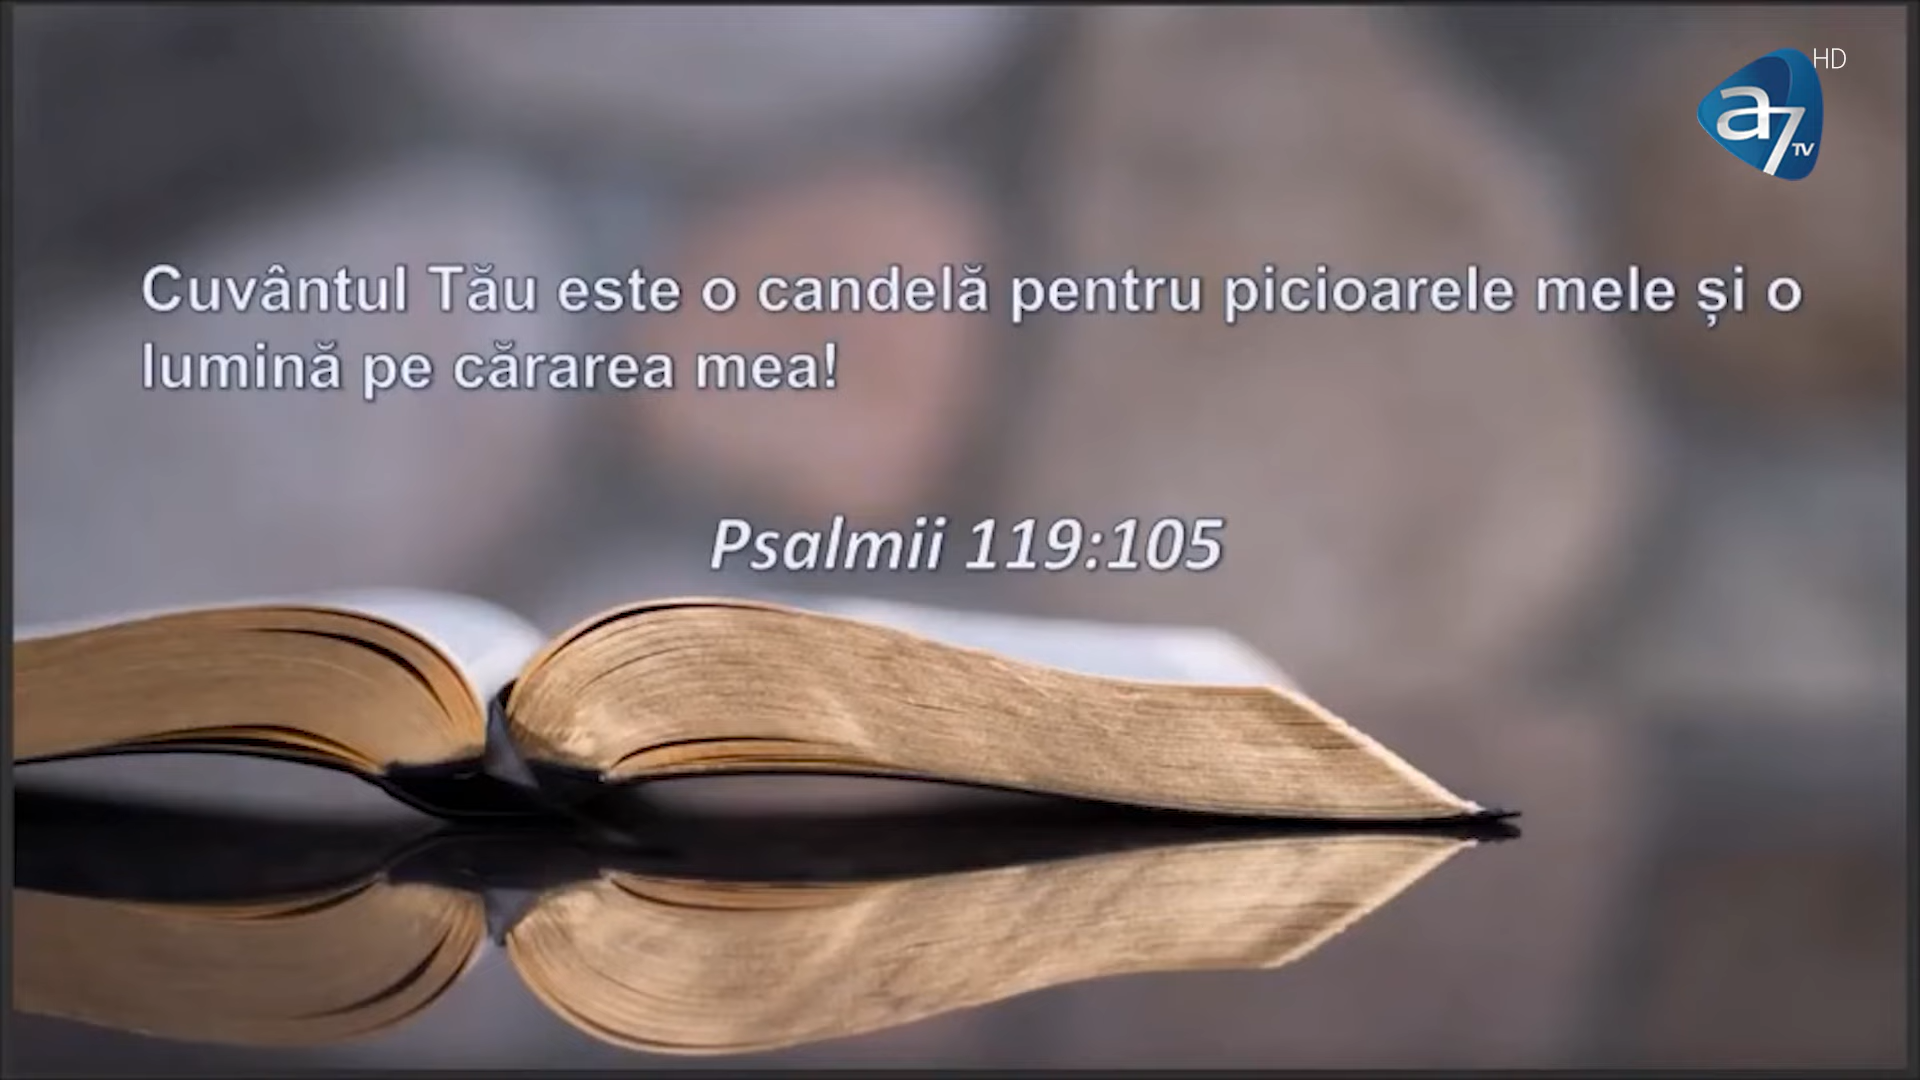 HD
a7 TV
Cuvântul Tău este o candelă pentru picioarele mele și o
lumină pe cărarea mea!
Psalmii 119:105